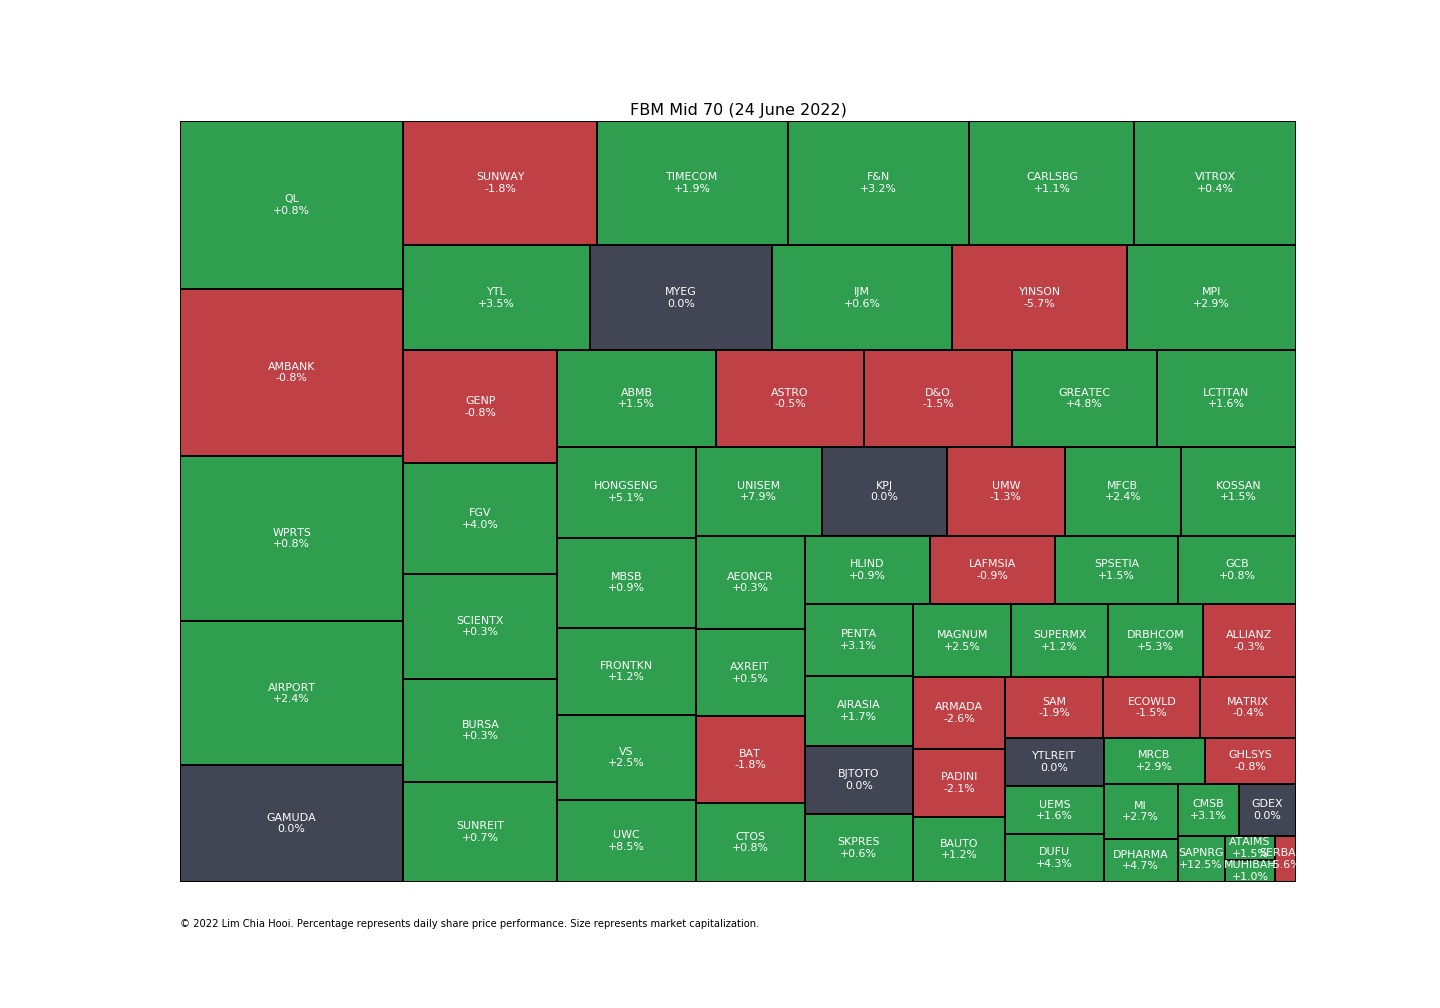 FBM Mid 70 (24 June 2022)
QL
+0.8%
AMBANK
-0.8%
WPRTS
+0.8%
AIRPORT
+2.4%
GAMUDA
0.0%
SUNWAY
-1.8%
TIMECOM
+1.9%
F&N
+3.2%
CARLSBG
+1.1%
VITROX
+0.4%
YTL
+3.5%
MYEG
0.0%
IJM
+0.6%
YINSON
-5.7%
MPI
+2.9%
GENP
-0.8%
FGV
+4.0%
SCIENTX
+0.3%
BURSA
+0.3%
SUNREIT
+0.7%
ABMB
+1.5%
ASTRO
-0.5%
D&O
-1.5%
GREATEC
+4.8%
LCTITAN
+1.6%
HONGSENG
+5.1%
MBSB
+0.9%
FRONTKN
+1.2%
VS
+2.5%
UWC
+8.5%
UNISEM
+7.9%
KPJ
0.0%
UMW
-1.3%
MFCB
+2.4%
KOSSAN
+1.5%
AEONCR
+0.3%
AXREIT
+0.5%
BAT
-1.8%
CTOS
+0.8%
HLIND
+0.9%
LAFMSIA
-0.9%
SPSETIA
+1.5%
GCB
+0.8%
PENTA
+3.1%
AIRASIA
+1.7%
BJTOTO
0.0%
SKPRES
+0.6%
MAGNUM
+2.5%
SUPERMX
+1.2%
DRBHCOM
+5.3%
ALLIANZ
-0.3%
ARMADA
-2.6%
PADINI
-2.1%
BAUTO
+1.2%
SAM
-1.9%
ECOWLD
-1.5%
MATRIX
-0.4%
YTLREIT
0.0%
UEMS
+1.6%
DUFU
+4.3%
MRCB
+2.9%
GHLSYS
-0.8%
MI
+2.7%
DPHARMA
+4.7%
CMSB
+3.1%
GDEX
0.0%
SAPNRG
+12.5%
ATAIMS
+1.5%
MUHIBAH
+1.0%
© 2022 Lim Chia Hooi. Percentage represents daily share price performance. Size represents market capitalization.